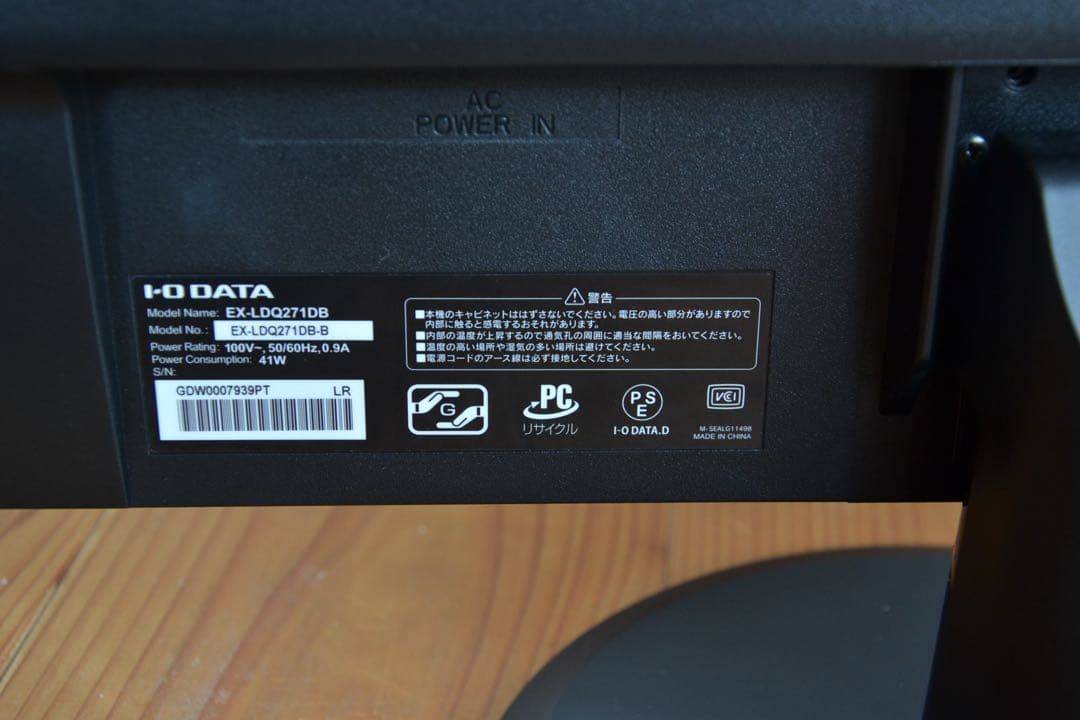 AC
POWER IN
I-O DATA
Model Name: EX-LDQ271DB
Model No.: EX-LDQ271DB-B
Power Rating: 100V~, 50/60Hz, 0.9A
Power Consumption: 41W
S/N:
GDW0007939PT LR
警告
■本機のキャビネットははずさないでください。電圧の高い部分がありますので
内部に触ると感電するおそれがあります。
■内部の温度が上昇するので通気孔の周囲に適当な間隔をおいてください。
■温度の高い場所や湿気の多い場所は避けてください。
■電源コードのアース線は必ず接地してください。
G
PC
リサイクル
P S
E
I-O DATA.D
VCI
M-SEALG11498
MADE IN CHINA